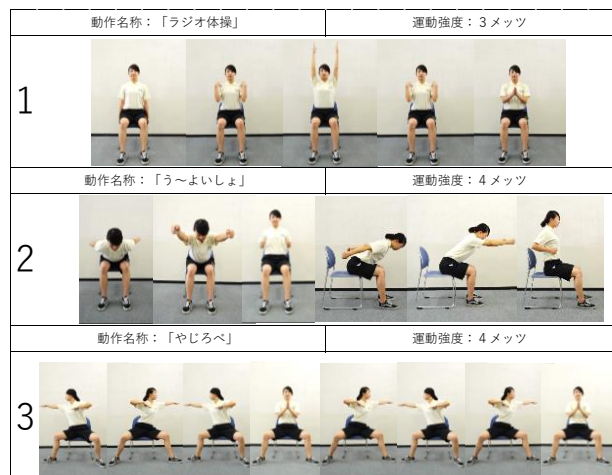 動作名称：「ラジオ体操」 運動強度：3メッツ
1
動作名称：「う～よいしょ」 運動強度：4メッツ
2
動作名称：「やじろべ」 運動強度：4メッツ
3